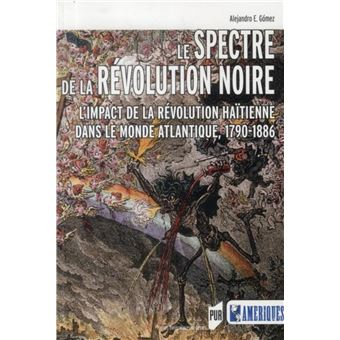 Alejandro E. Gómez
LE SPECTRE
DE LA RÉVOLUTION NOIRE
L'IMPACT DE LA RÉVOLUTION HAÏTIENNE
DANS LE MONDE ATLANTIQUE, 1790-1886
PUR
AMERIQUES